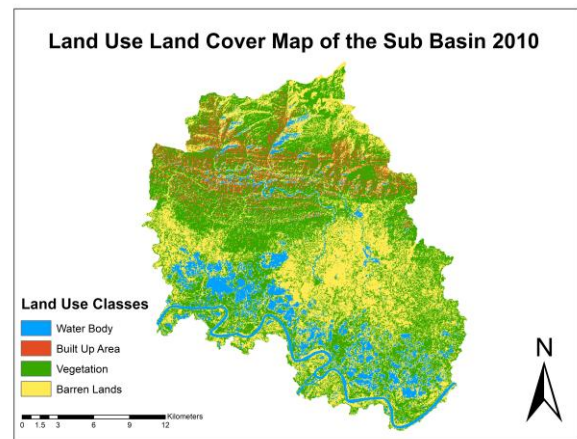 Land Use Land Cover Map of the Sub Basin 2010
Land Use Classes
Water Body
Built Up Area
Vegetation
Barren Lands
Kilometers
0 1.5 3 6 9 12
N